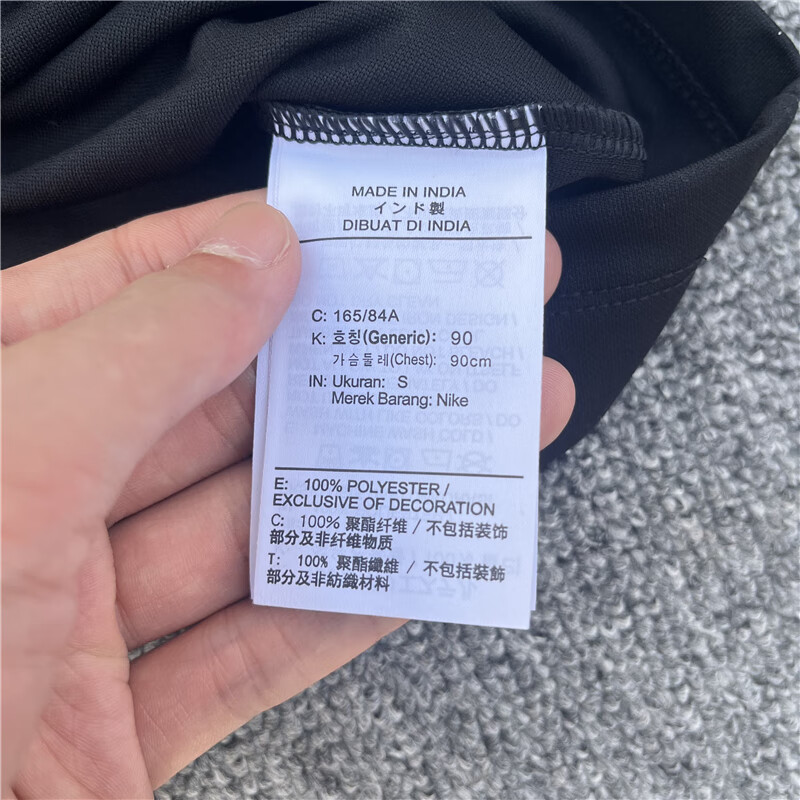 MADE IN INDIA
インド製
DIBUAT DI INDIA
C: 165/84A
K: 호칭(Generic): 90
가슴둘레(Chest): 90cm
IN: Ukuran: S
Merek Barang: Nike
E: 100% POLYESTER /
EXCLUSIVE OF DECORATION
C: 100% 聚酯纤维 / 不包括装饰
部分及非纤维物质
T: 100% 聚酯纖維 / 不包括裝飾
部分及非紡織材料